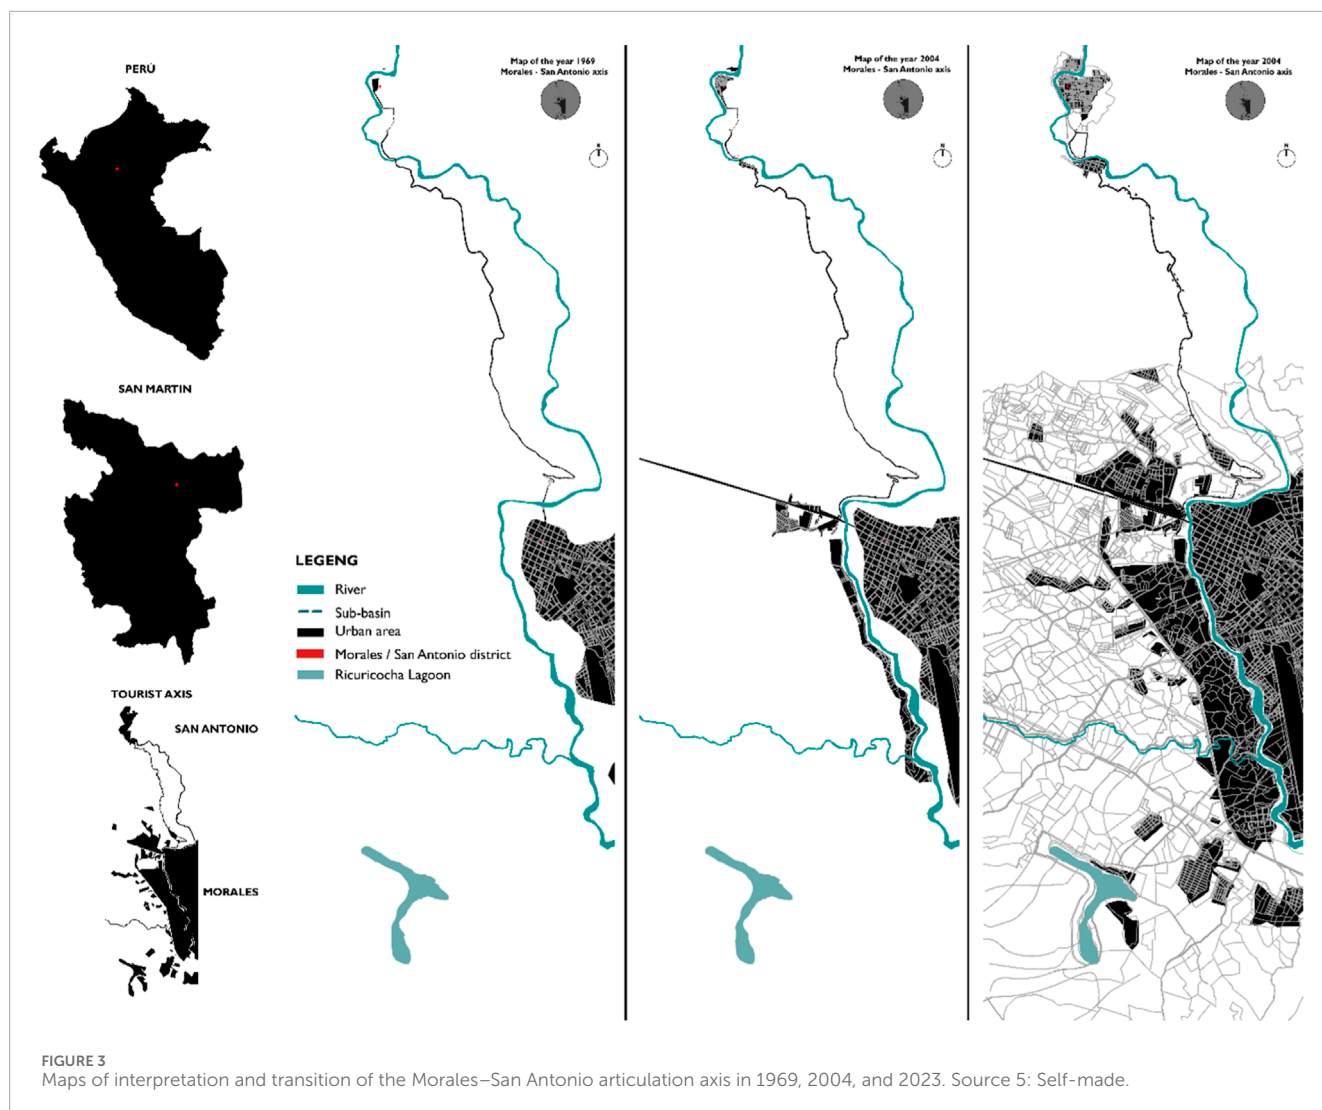 PERÚ
SAN MARTIN
TOURIST AXIS
SAN ANTONIO
MORALES
Map of the year 1969
Morales - San Antonio axis
N
LEGENG
River
Sub-basin
Urban area
Morales / San Antonio district
Ricuricocha Lagoon
Map of the year 2004
Morales - San Antonio axis
N
Map of the year 2004
Morales - San Antonio axis
N
FIGURE 3
Maps of interpretation and transition of the Morales–San Antonio articulation axis in 1969, 2004, and 2023. Source 5: Self-made.